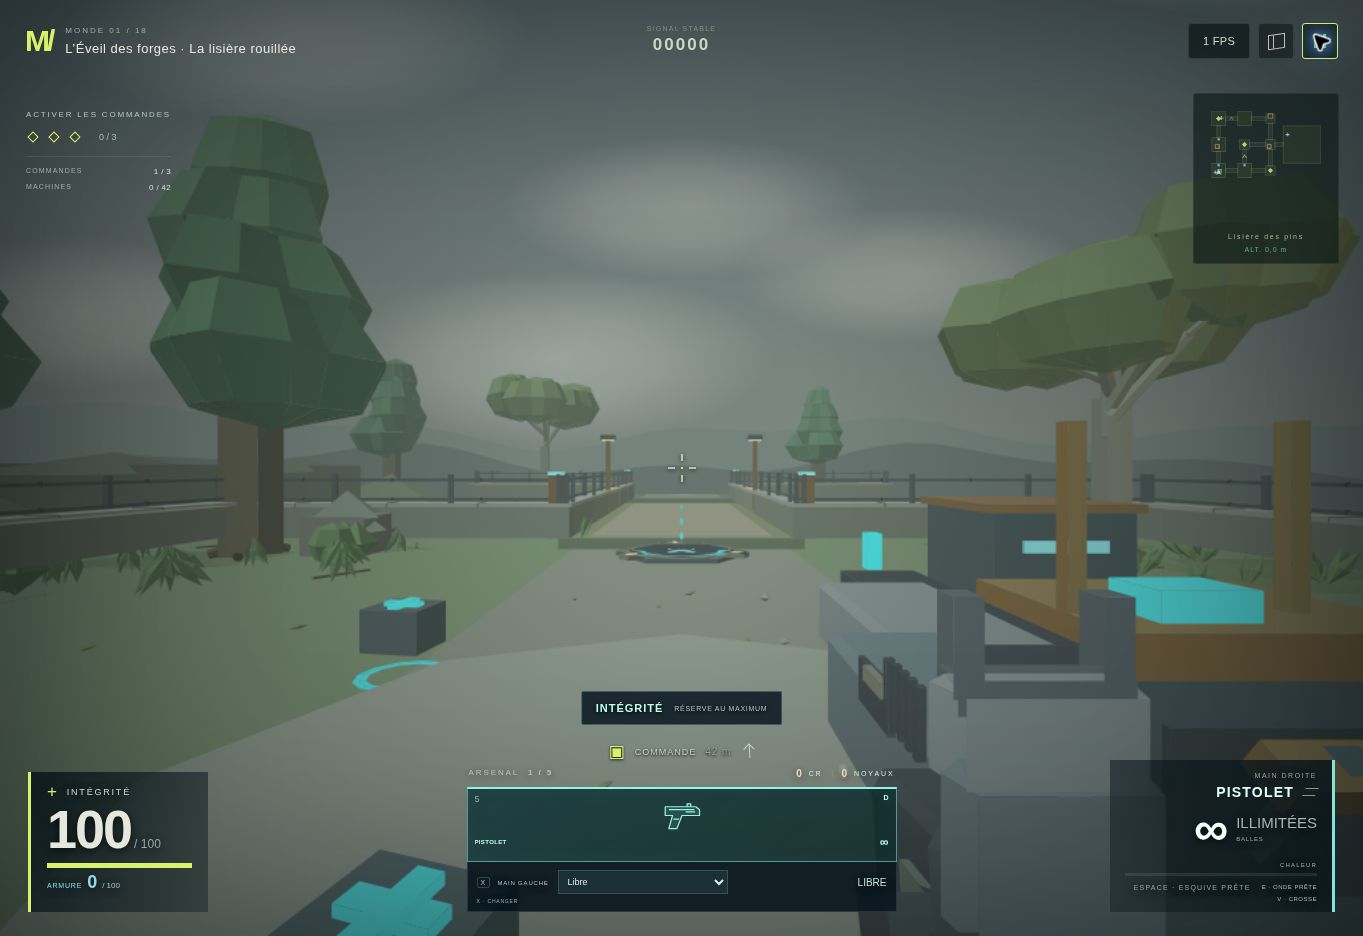 M/
MONDE 01 / 18
L'Éveil des forges · La lisière rouillée
SIGNAL STABLE
00000
1 FPS
ACTIVER LES COMMANDES
0 / 3
COMMANDES 1 / 3
MACHINES 0 / 42
Lisière des pins
ALT. 0,0 m
INTÉGRITÉ RÉSERVE AU MAXIMUM
COMMANDE 42 m
ARSENAL 1 / 5
0 CR | 0 NOYAUX
5 D
PISTOLET ∞
X MAIN GAUCHE Libre LIBRE
X · CHANGER
+ INTÉGRITÉ
100 / 100
ARMURE 0 / 100
MAIN DROITE
PISTOLET
∞ ILLIMITÉES
BALLES
CHALEUR
ESPACE · ESQUIVE PRÊTE E · ONDE PRÊTE
V · CROSSE